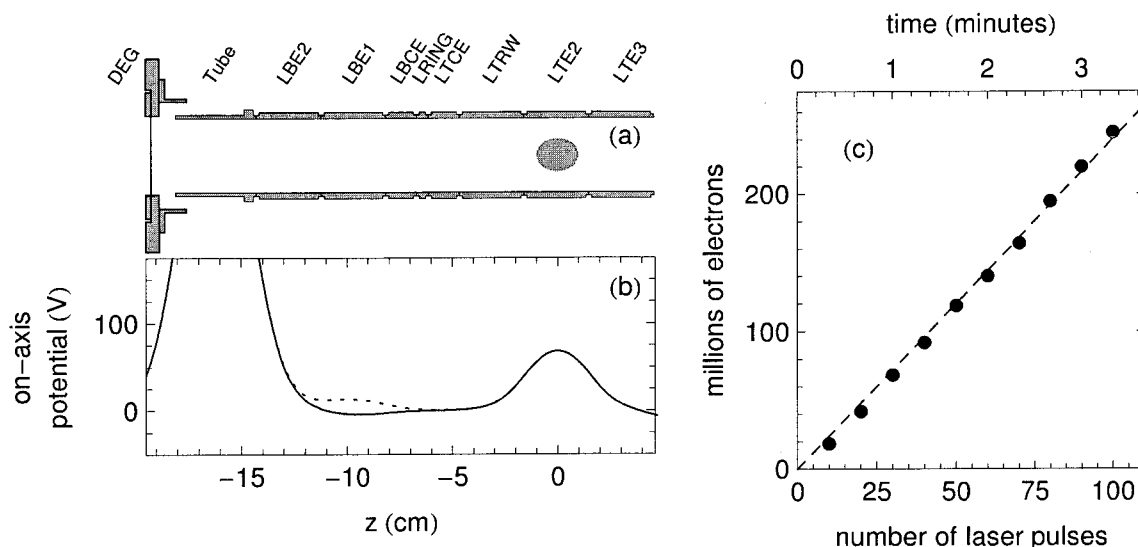 DEG Tube LBE2 LBE1 LBCE LRING LTCE LTRW LTE2 LTE3
(a)
(b)
on-axis
potential (V)
100
0
-15 -10 -5 0
z (cm)
time (minutes)
0 1 2 3
(c)
millions of electrons
200
100
0
0 25 50 75 100
number of laser pulses